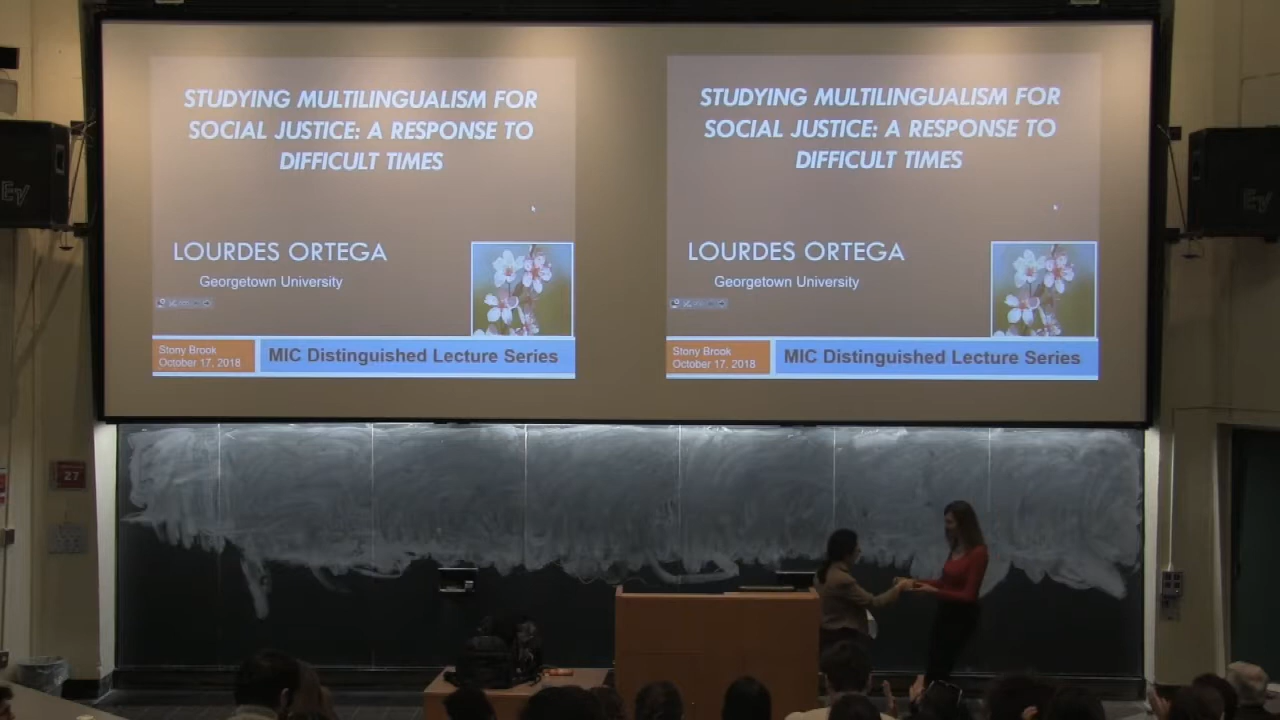 STUDYING MULTILINGUALISM FOR
SOCIAL JUSTICE: A RESPONSE TO
DIFFICULT TIMES
LOURDES ORTEGA
Georgetown University
Stony Brook
October 17, 2018
MIC Distinguished Lecture Series
STUDYING MULTILINGUALISM FOR
SOCIAL JUSTICE: A RESPONSE TO
DIFFICULT TIMES
LOURDES ORTEGA
Georgetown University
Stony Brook
October 17, 2018
MIC Distinguished Lecture Series
EV
EV
27